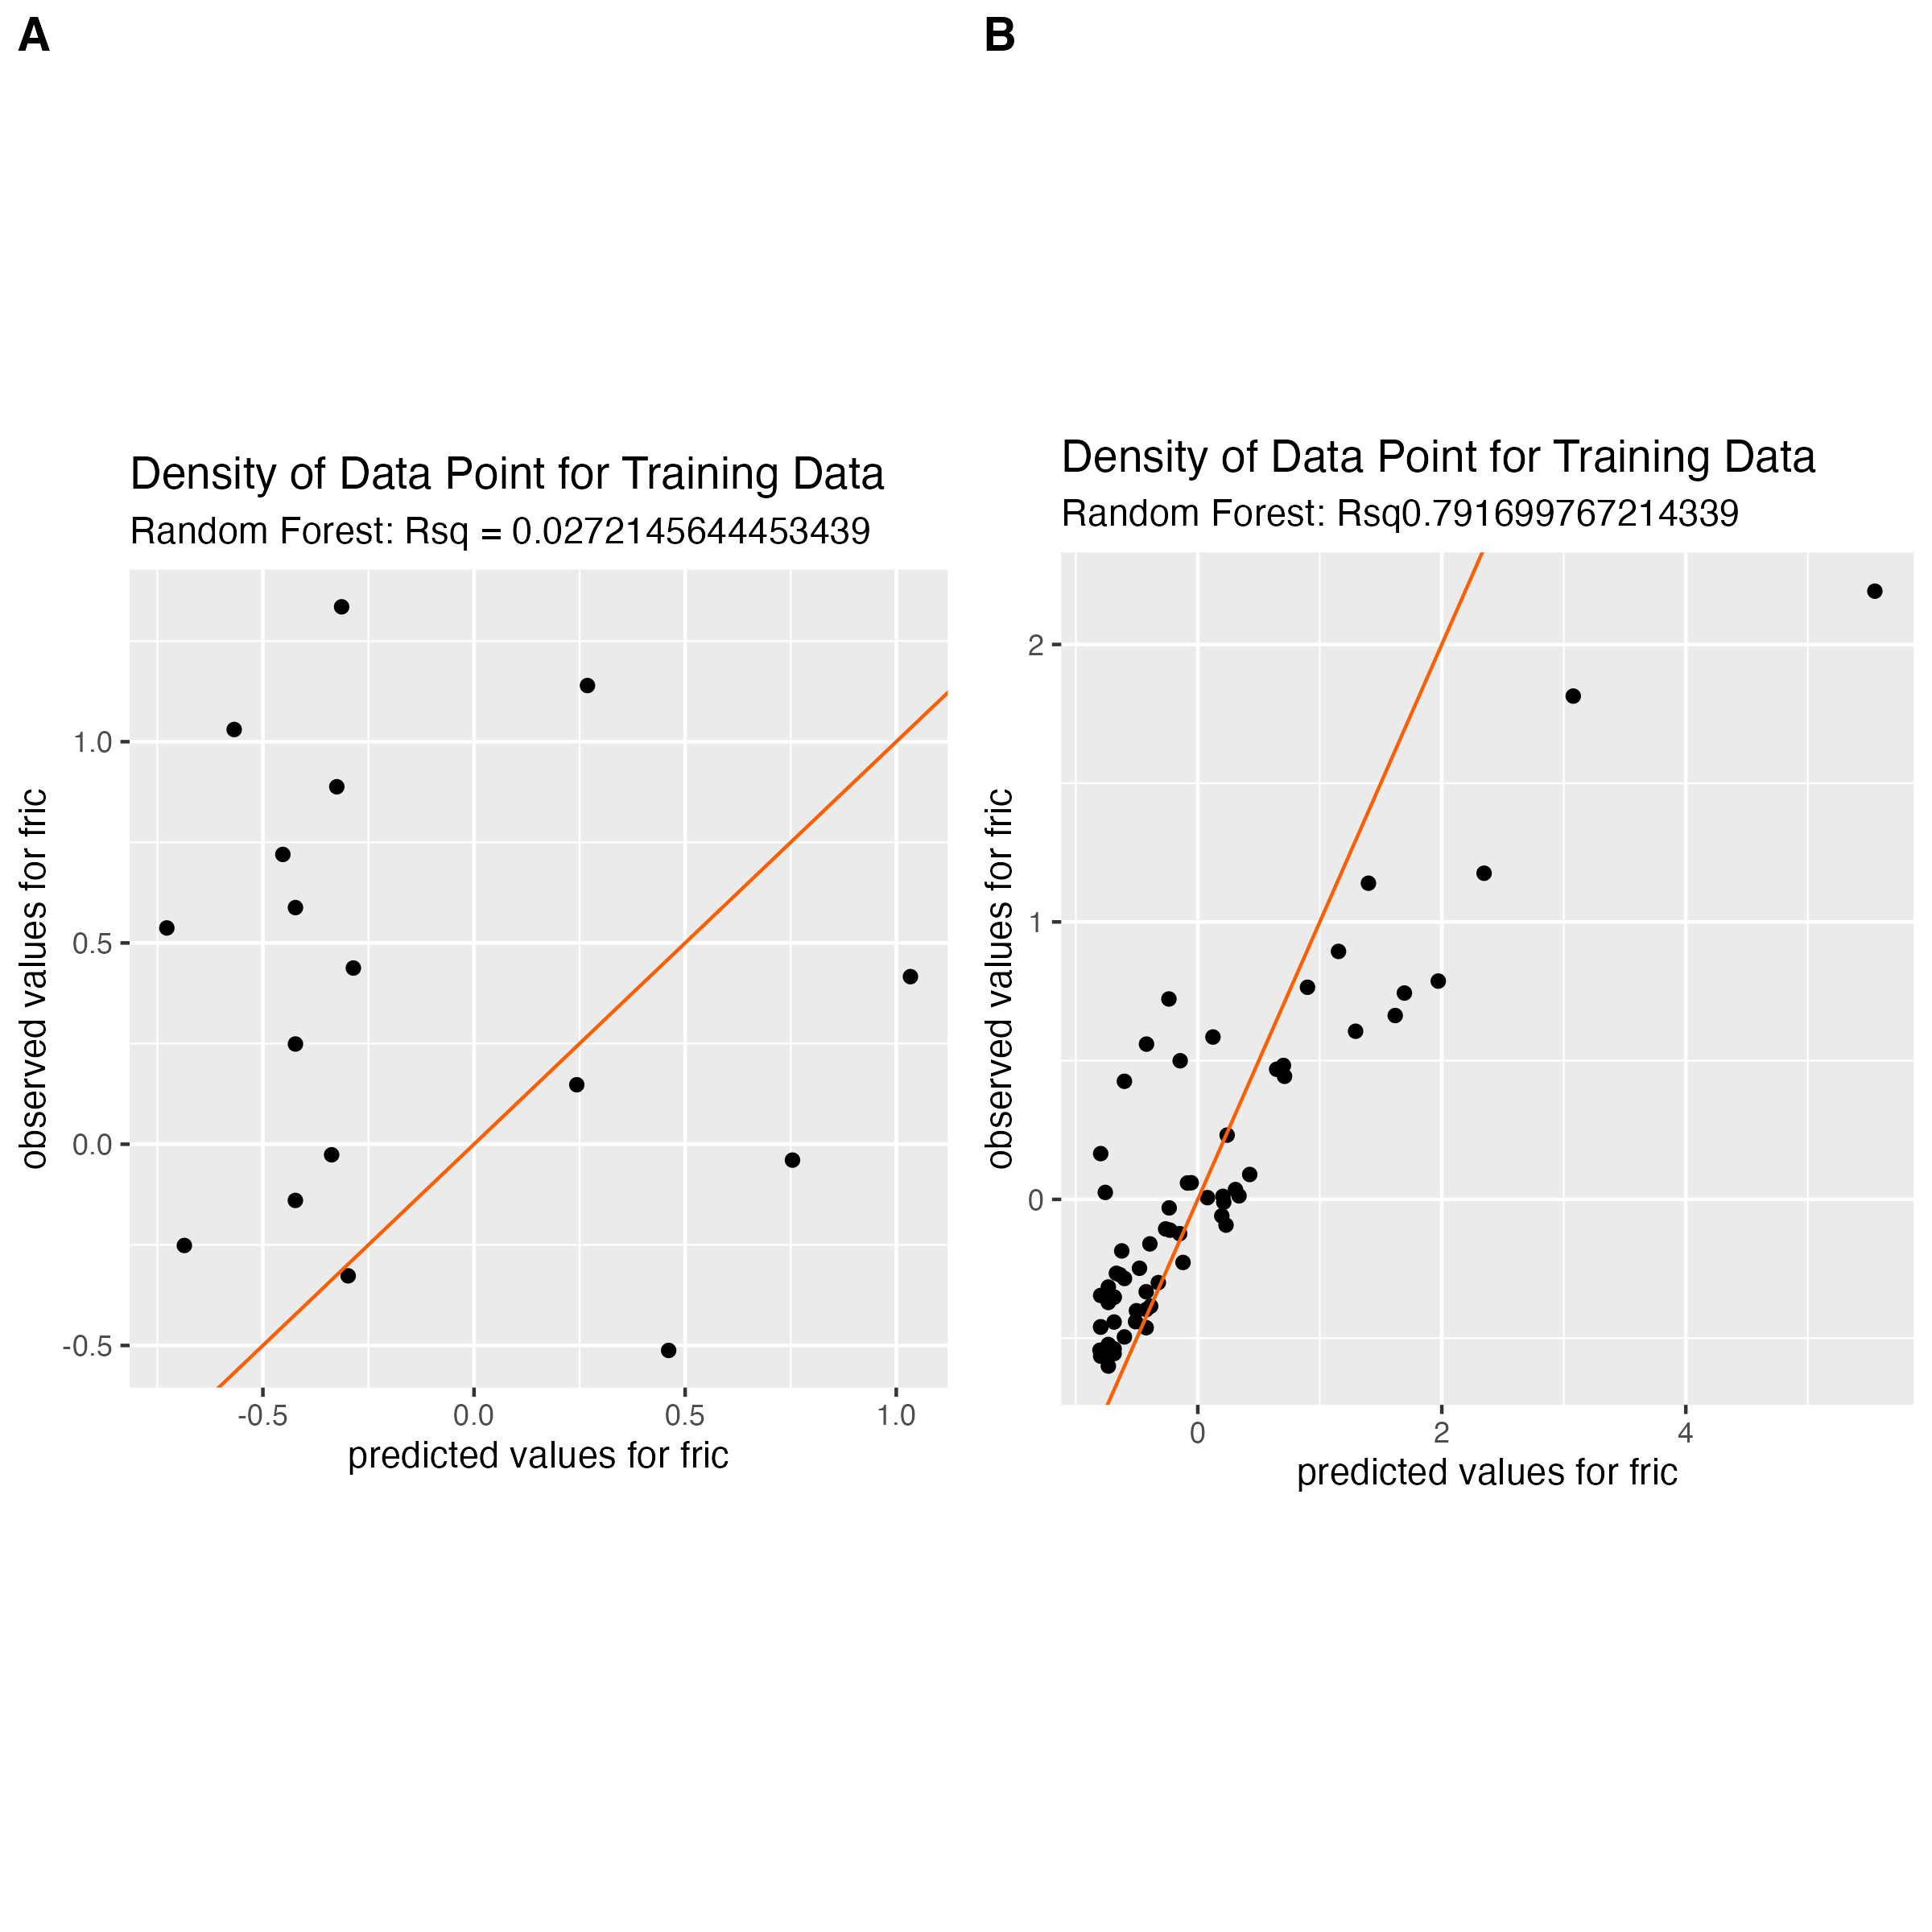 A
Density of Data Point for Training Data
Random Forest: Rsq = 0.0272145644453439
observed values for fric
1.0
0.5
0.0
-0.5
-0.5
0.0
0.5
1.0
predicted values for fric
B
Density of Data Point for Training Data
Random Forest: Rsq0.791699767214339
observed values for fric
2
1
0
0
2
4
predicted values for fric